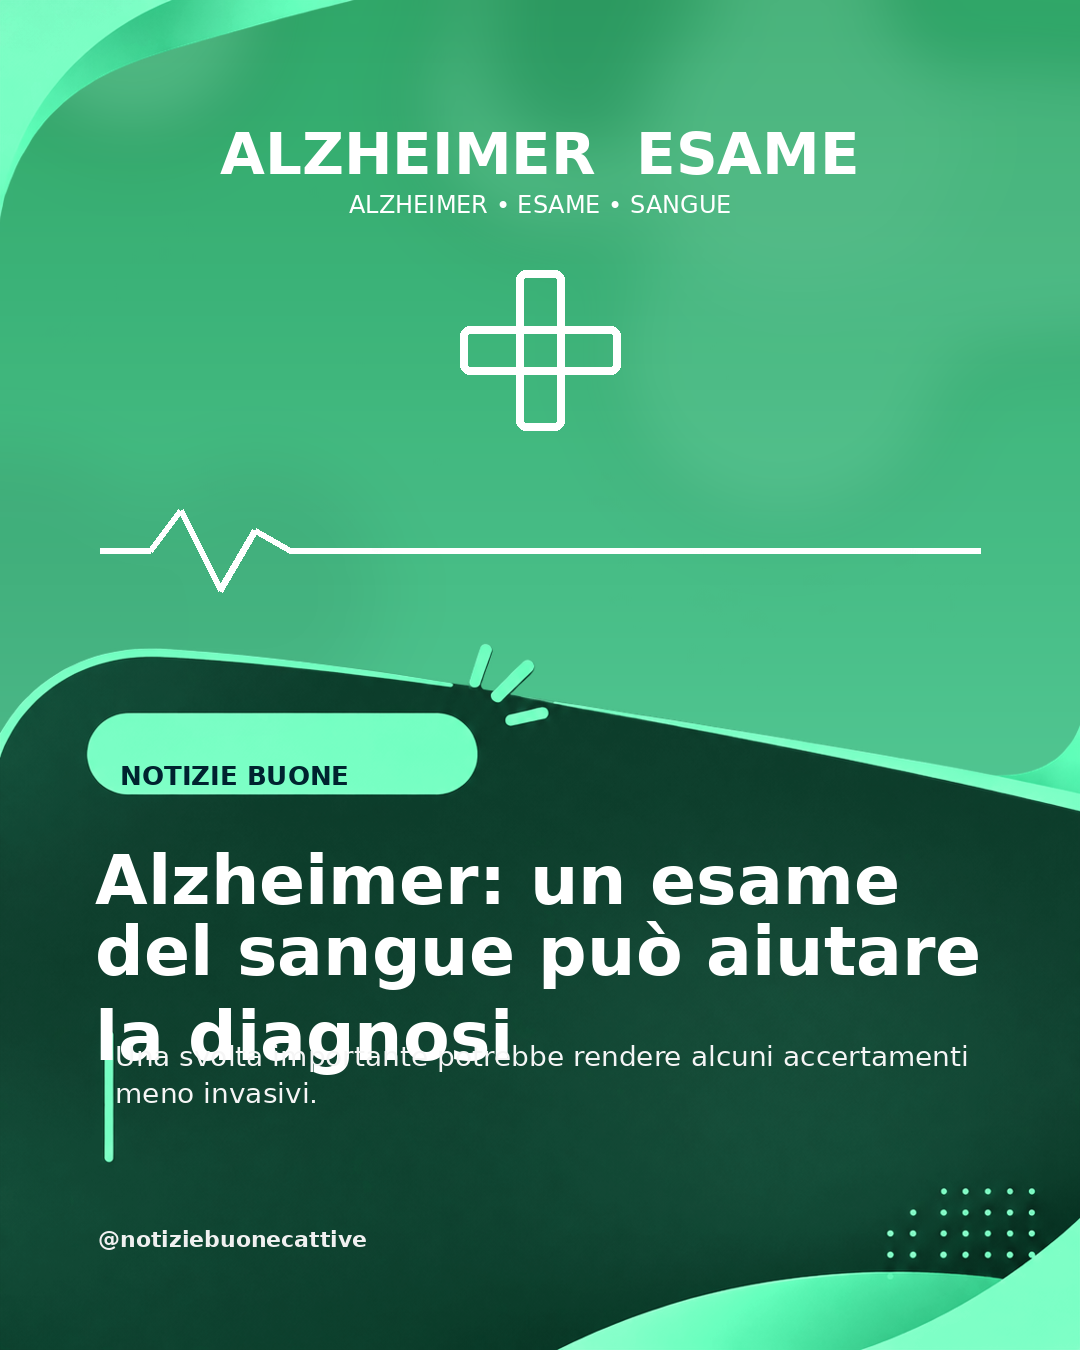 ALZHEIMER ESAME
ALZHEIMER • ESAME • SANGUE
NOTIZIE BUONE
Alzheimer: un esame
del sangue può aiutare
la diagnosi
Una svolta importante potrebbe rendere alcuni accertamenti
meno invasivi.
@notiziebuonecattive